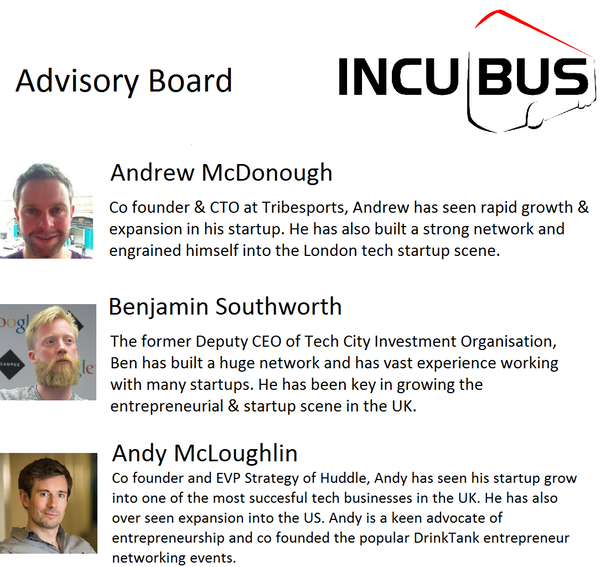 Advisory Board
INCUBUS
Andrew McDonough
Co founder & CTO at Tribesports, Andrew has seen rapid growth &
expansion in his startup. He has also built a strong network and
engrained himself into the London tech startup scene.
Benjamin Southworth
The former Deputy CEO of Tech City Investment Organisation,
Ben has built a huge network and has vast experience working
with many startups. He has been key in growing the
entrepreneurial & startup scene in the UK.
Andy McLoughlin
Co founder and EVP Strategy of Huddle, Andy has seen his startup grow
into one of the most succesful tech businesses in the UK. He has also
over seen expansion into the US. Andy is a keen advocate of
entrepreneurship and co founded the popular DrinkTank entrepreneur
networking events.